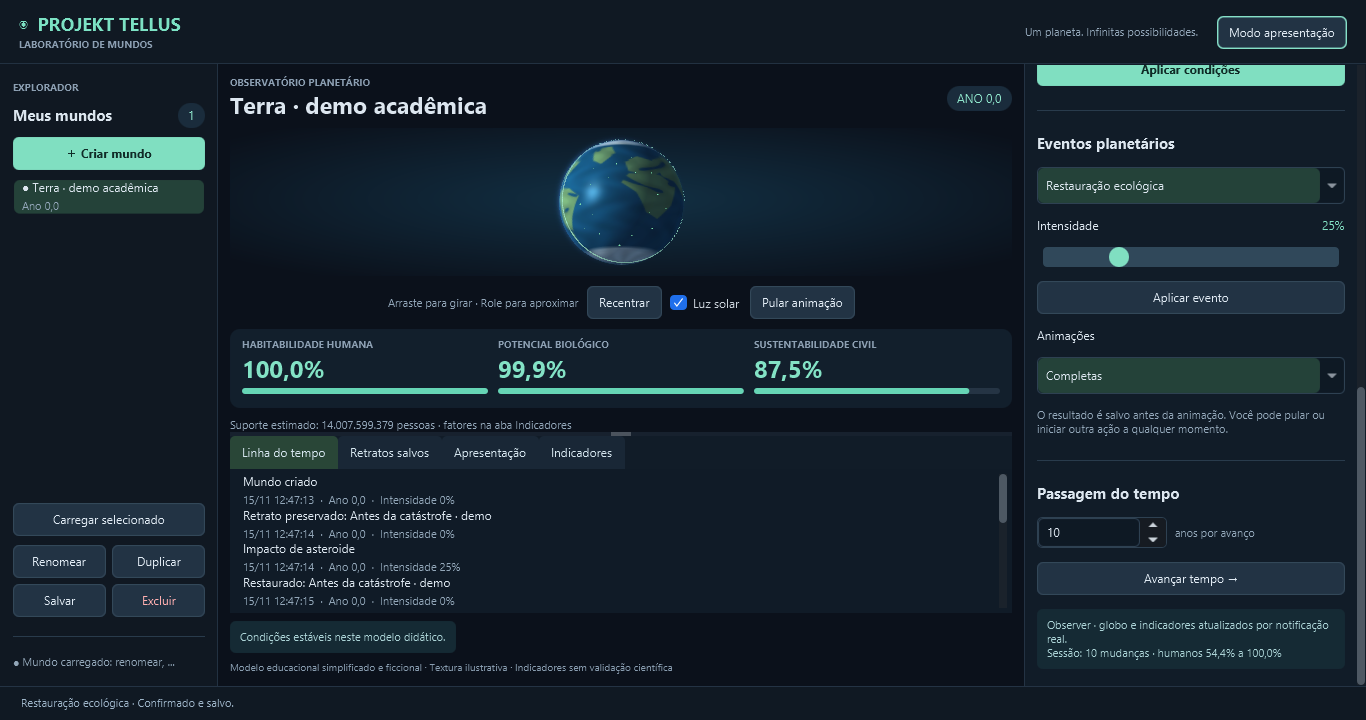 PROJEKT TELLUS
LABORATÓRIO DE MUNDOS
Um planeta. Infinitas possibilidades.
Modo apresentação
EXPLORADOR
Meus mundos
1
+ Criar mundo
● Terra · demo acadêmica
Ano 0,0
Carregar selecionado
Renomear
Duplicar
Salvar
Excluir
● Mundo carregado: renomear, ...
OBSERVATÓRIO PLANETÁRIO
Terra · demo acadêmica
ANO 0,0
Arraste para girar · Role para aproximar
Recentrar
Luz solar
Pular animação
HABITABILIDADE HUMANA
100,0%
POTENCIAL BIOLÓGICO
99,9%
SUSTENTABILIDADE CIVIL
87,5%
Suporte estimado: 14.007.599.379 pessoas · fatores na aba Indicadores
Linha do tempo
Retratos salvos
Apresentação
Indicadores
Mundo criado
15/11 12:47:13 · Ano 0,0 · Intensidade 0%
Retrato preservado: Antes da catástrofe · demo
15/11 12:47:14 · Ano 0,0 · Intensidade 0%
Impacto de asteroide
15/11 12:47:14 · Ano 0,0 · Intensidade 25%
Restaurado: Antes da catástrofe · demo
15/11 12:47:15 · Ano 0,0 · Intensidade 0%
Condições estáveis neste modelo didático.
Modelo educacional simplificado e ficcional · Textura ilustrativa · Indicadores sem validação científica
Aplicar condições
Eventos planetários
Restauração ecológica
Intensidade
25%
Aplicar evento
Animações
Completas
O resultado é salvo antes da animação. Você pode pular ou
iniciar outra ação a qualquer momento.
Passagem do tempo
10
anos por avanço
Avançar tempo →
Observer · globo e indicadores atualizados por notificação
real.
Sessão: 10 mudanças · humanos 54,4% a 100,0%
Restauração ecológica · Confirmado e salvo.